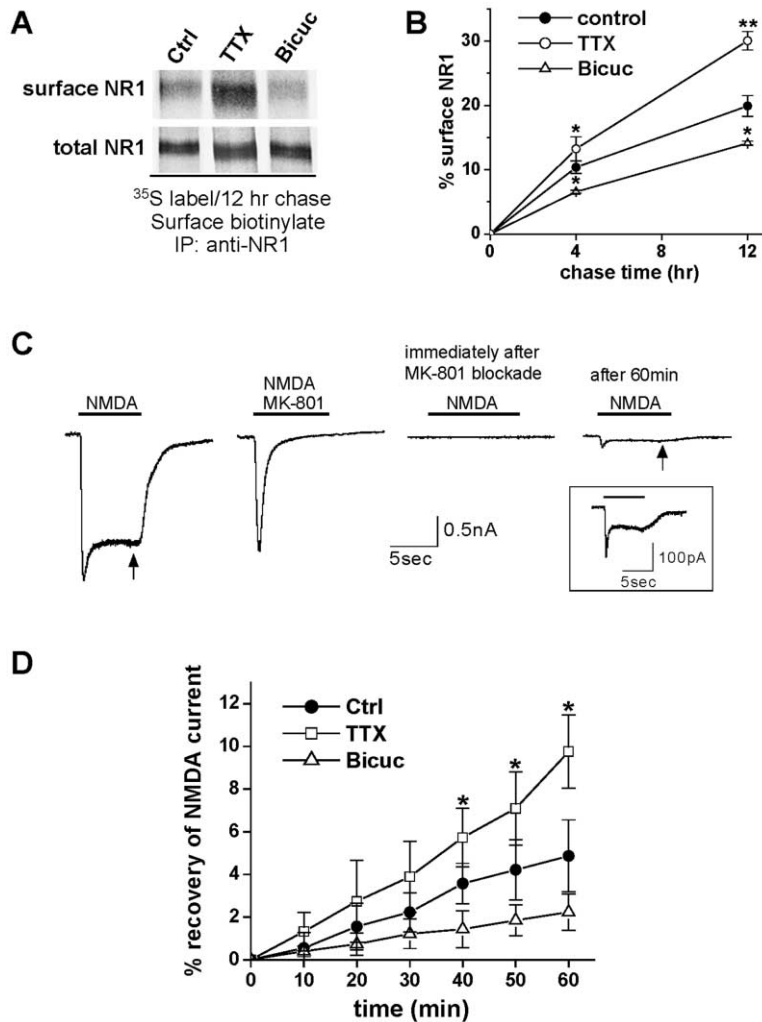 A
Ctrl
TTX
Bicuc
surface NR1
total NR1
³⁵S label/12 hr chase
Surface biotinylate
IP: anti-NR1
B
control
TTX
Bicuc
% surface NR1
30
20
10
0
**
*
*
*
0
4
12
chase time (hr)
C
NMDA
NMDA
MK-801
immediately after
MK-801 blockade
NMDA
after 60min
NMDA
0.5nA
5sec
100pA
5sec
D
Ctrl
TTX
Bicuc
% recovery of NMDA current
12
10
8
6
4
2
0
*
*
*
0
10
20
30
40
50
60
time (min)